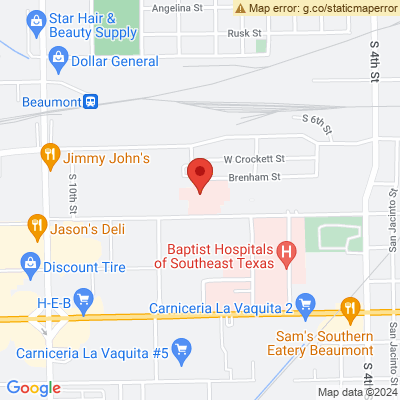 Angelina St
Map error: g.co/staticmaperror
Star Hair &
Beauty Supply
Rusk St
Dollar General
S 4th St
Beaumont
S 6th St
Jimmy John's
W Crockett St
Brenham St
S 10th St
San Jacinto St
Jason's Deli
Baptist Hospitals
of Southeast Texas
H
Discount Tire
H-E-B
Carniceria La Vaquita 2
Sam's Southern
Eatery Beaumont
Carniceria La Vaquita #5
San Jacinto St
S 4th
Google
Map data ©2024